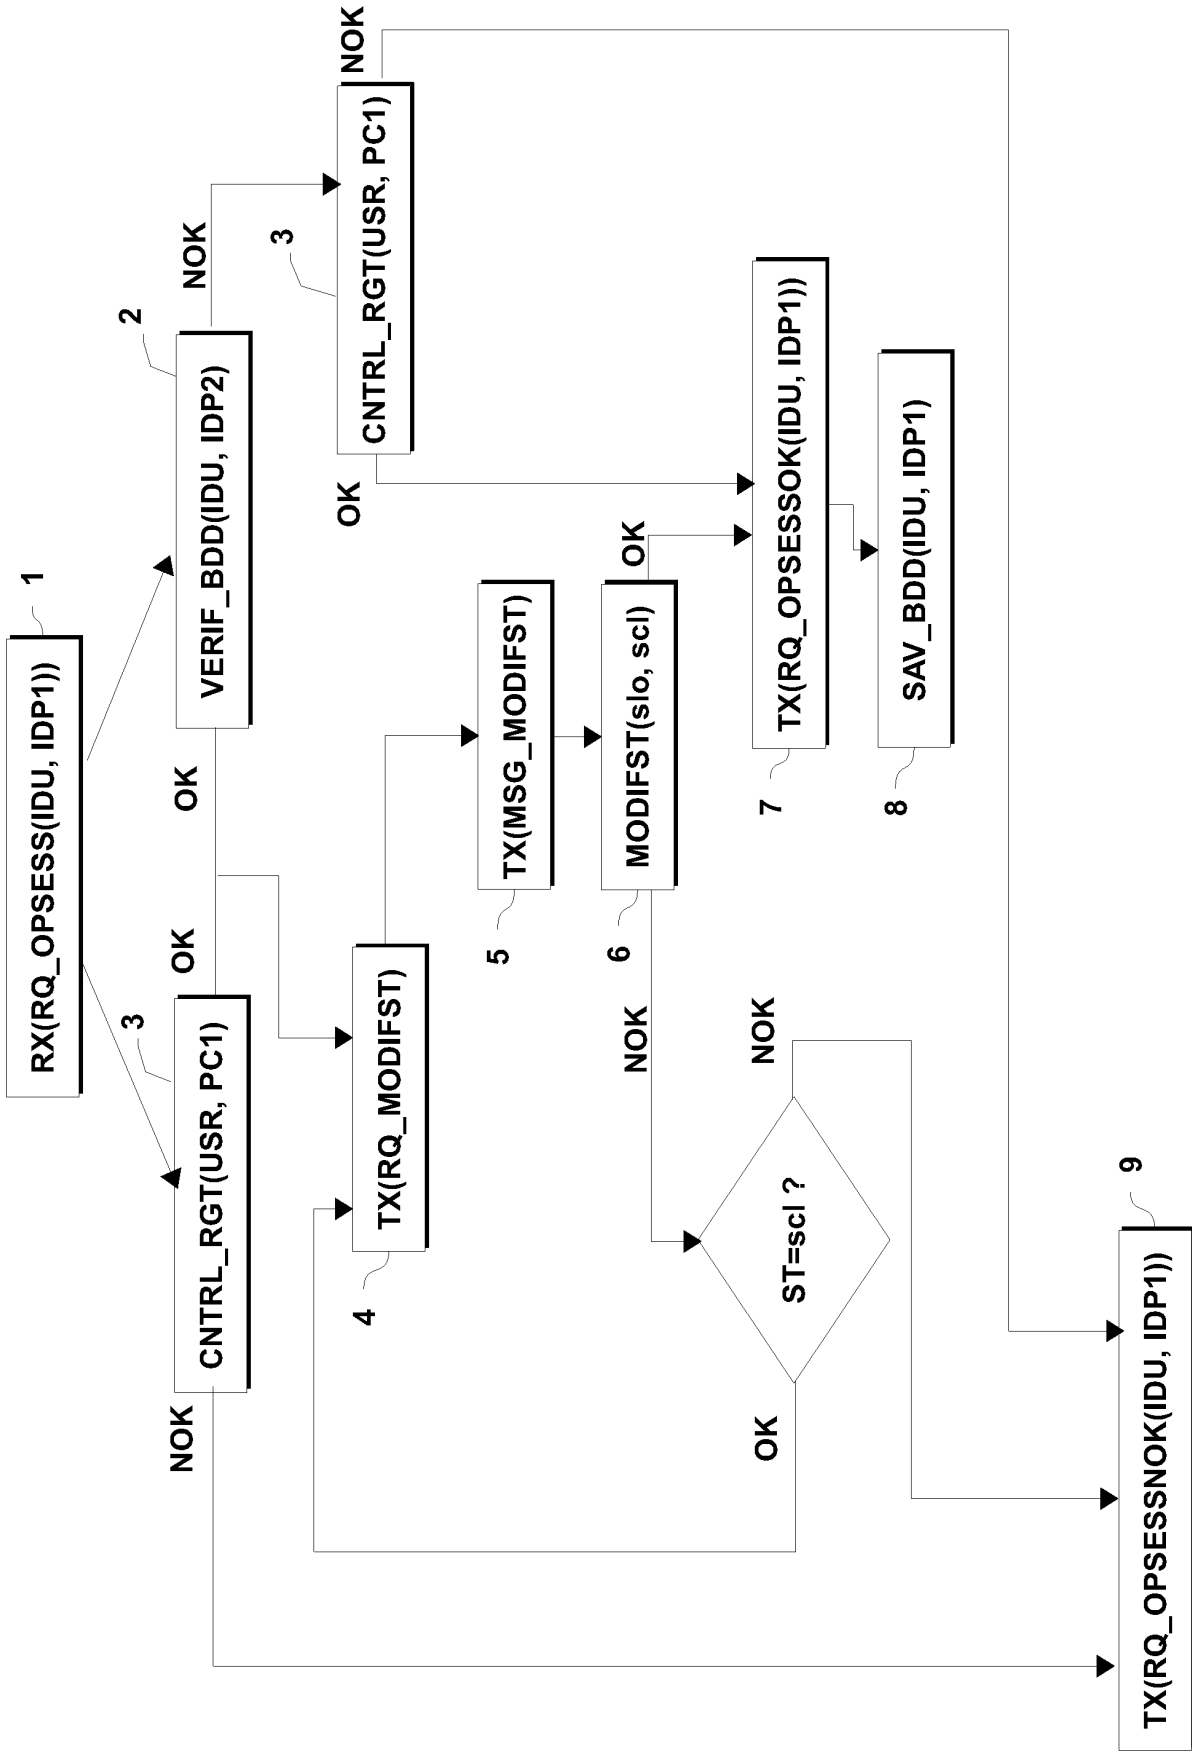 RX(RQ_OPSESS(IDU, IDP1))
1
CNTRL_RGT(USR, PC1)
3
NOK
OK
OK
VERIF_BDD(IDU, IDP2)
2
NOK
3
CNTRL_RGT(USR, PC1)
OK
NOK
TX(RQ_MODIFST)
4
TX(MSG_MODIFST)
5
MODIFST(slo, scl)
6
NOK
OK
ST=scl ?
OK
NOK
TX(RQ_OPSESSOK(IDU, IDP1))
7
SAV_BDD(IDU, IDP1)
8
TX(RQ_OPSESSNOK(IDU, IDP1))
9